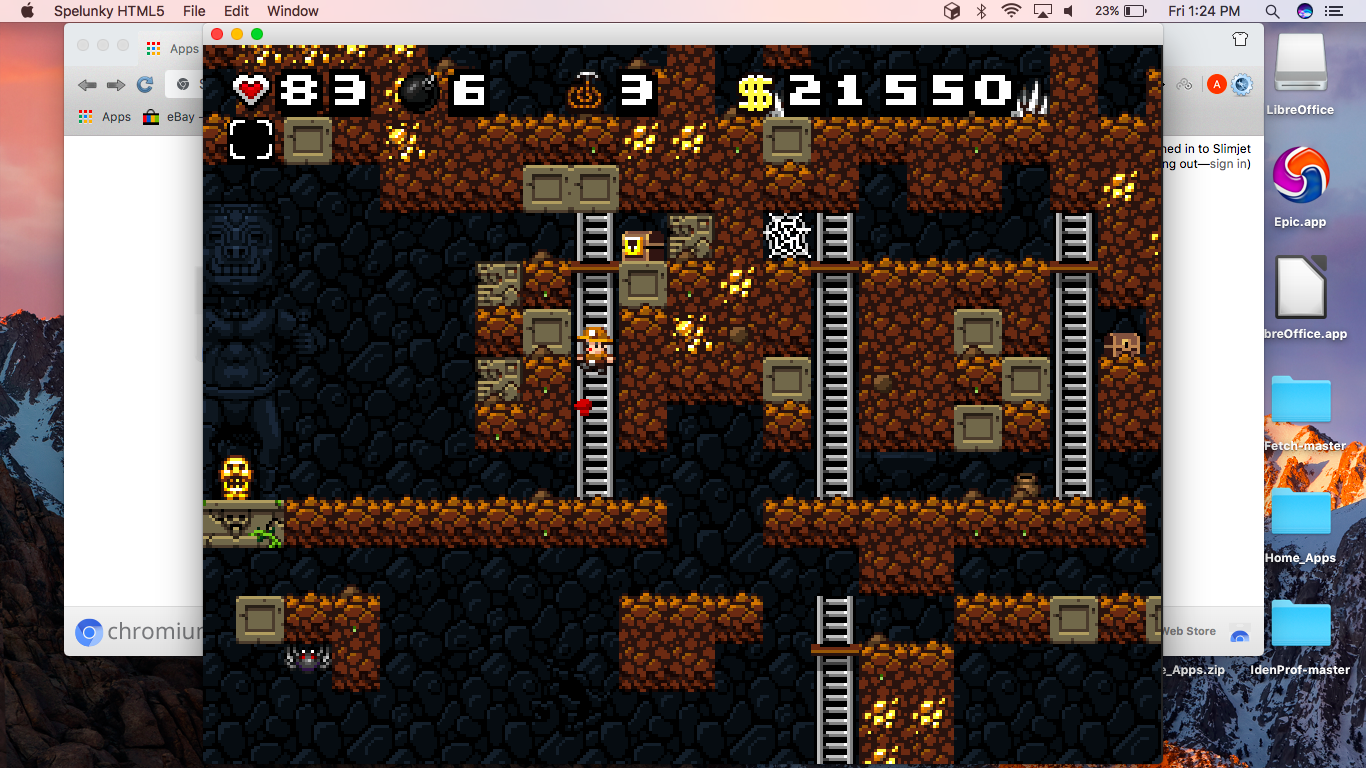 Spelunky HTML5 File Edit Window 23% Fri 1:24 PM
Apps
Apps eBay -
83 6 3 $21550
A
LibreOffice
ned in to Slimjet
ng out—sign in)
Epic.app
breOffice.app
Fetch-master
Home_Apps
chromiun
Web Store
e_Apps.zip IdenProf-master